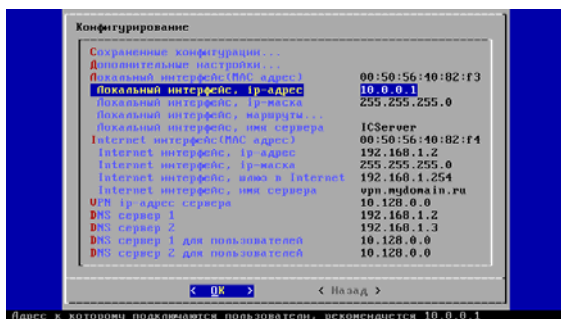 Конфигурирование
Сохраненные конфигурации...
Дополнительные настройки...
Локальный интерфейс(MAC адрес) 00:50:56:40:82:f3
Локальный интерфейс, ip-адрес 10.0.0.1
Локальный интерфейс, ip-маска 255.255.255.0
Локальный интерфейс, маршруты...
Локальный интерфейс, имя сервера ICServer
Internet интерфейс(MAC адрес) 00:50:56:40:82:f4
Internet интерфейс, ip-адрес 192.168.1.2
Internet интерфейс, ip-маска 255.255.255.0
Internet интерфейс, шлюз в Internet 192.168.1.254
Internet интерфейс, имя сервера vpn.mydomain.ru
VPN ip-адрес сервера 10.128.0.0
DNS сервер 1 192.168.1.2
DNS сервер 2 192.168.1.3
DNS сервер 1 для пользователей 10.128.0.0
DNS сервер 2 для пользователей 10.128.0.0
< OK > < Назад >
Адрес к которому подключаются пользователи, рекомендуется 10.0.0.1